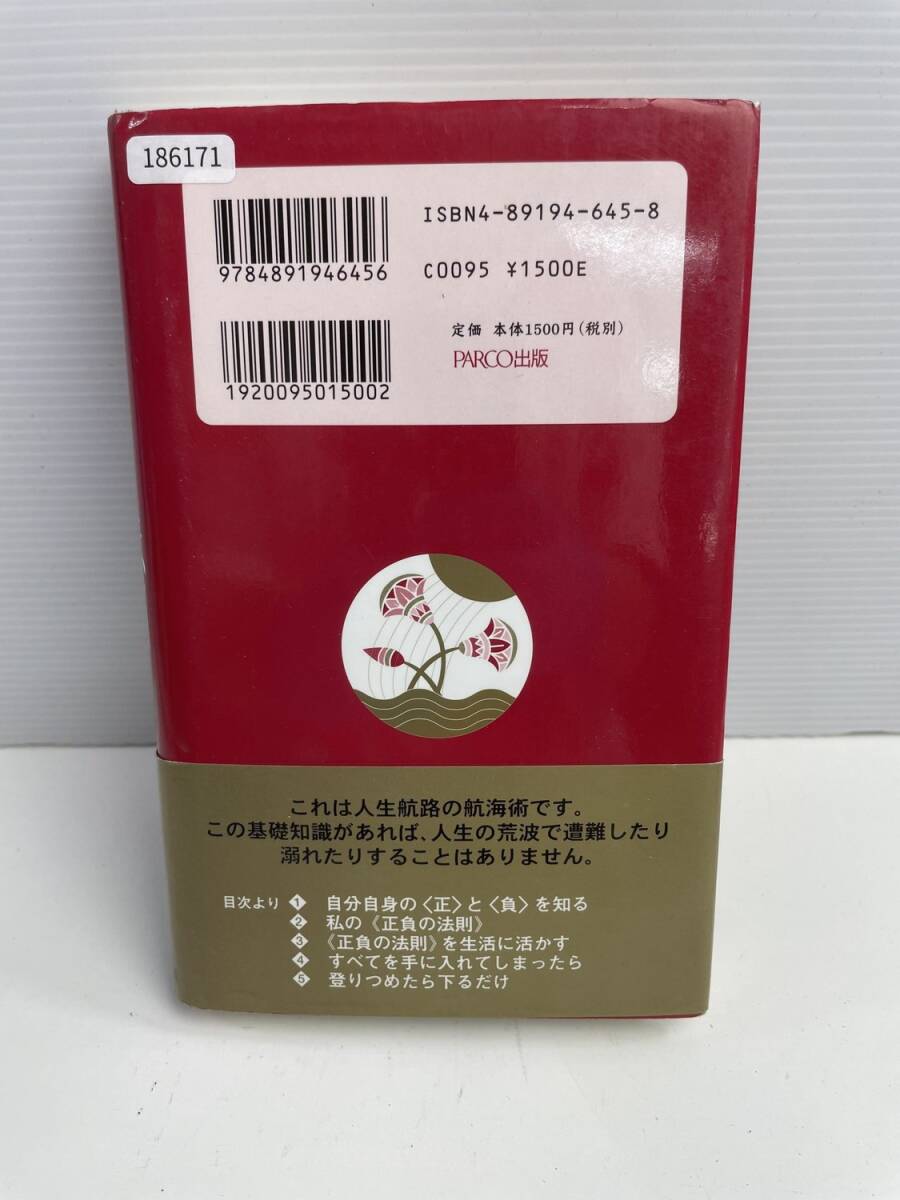 186171
ISBN4-89194-645-8
9784891946456
C0095 ¥1500E
定価 本体1500円(税別)
PARCO出版
1920095015002
これは人生航路の航海術です。
この基礎知識があれば、人生の荒波で遭難したり
溺れたりすることはありません。
目次より ❶ 自分自身の〈正〉と〈負〉を知る
❷ 私の《正負の法則》
❸ 《正負の法則》を生活に活かす
❹ すべてを手に入れてしまったら
❺ 登りつめたら下るだけ